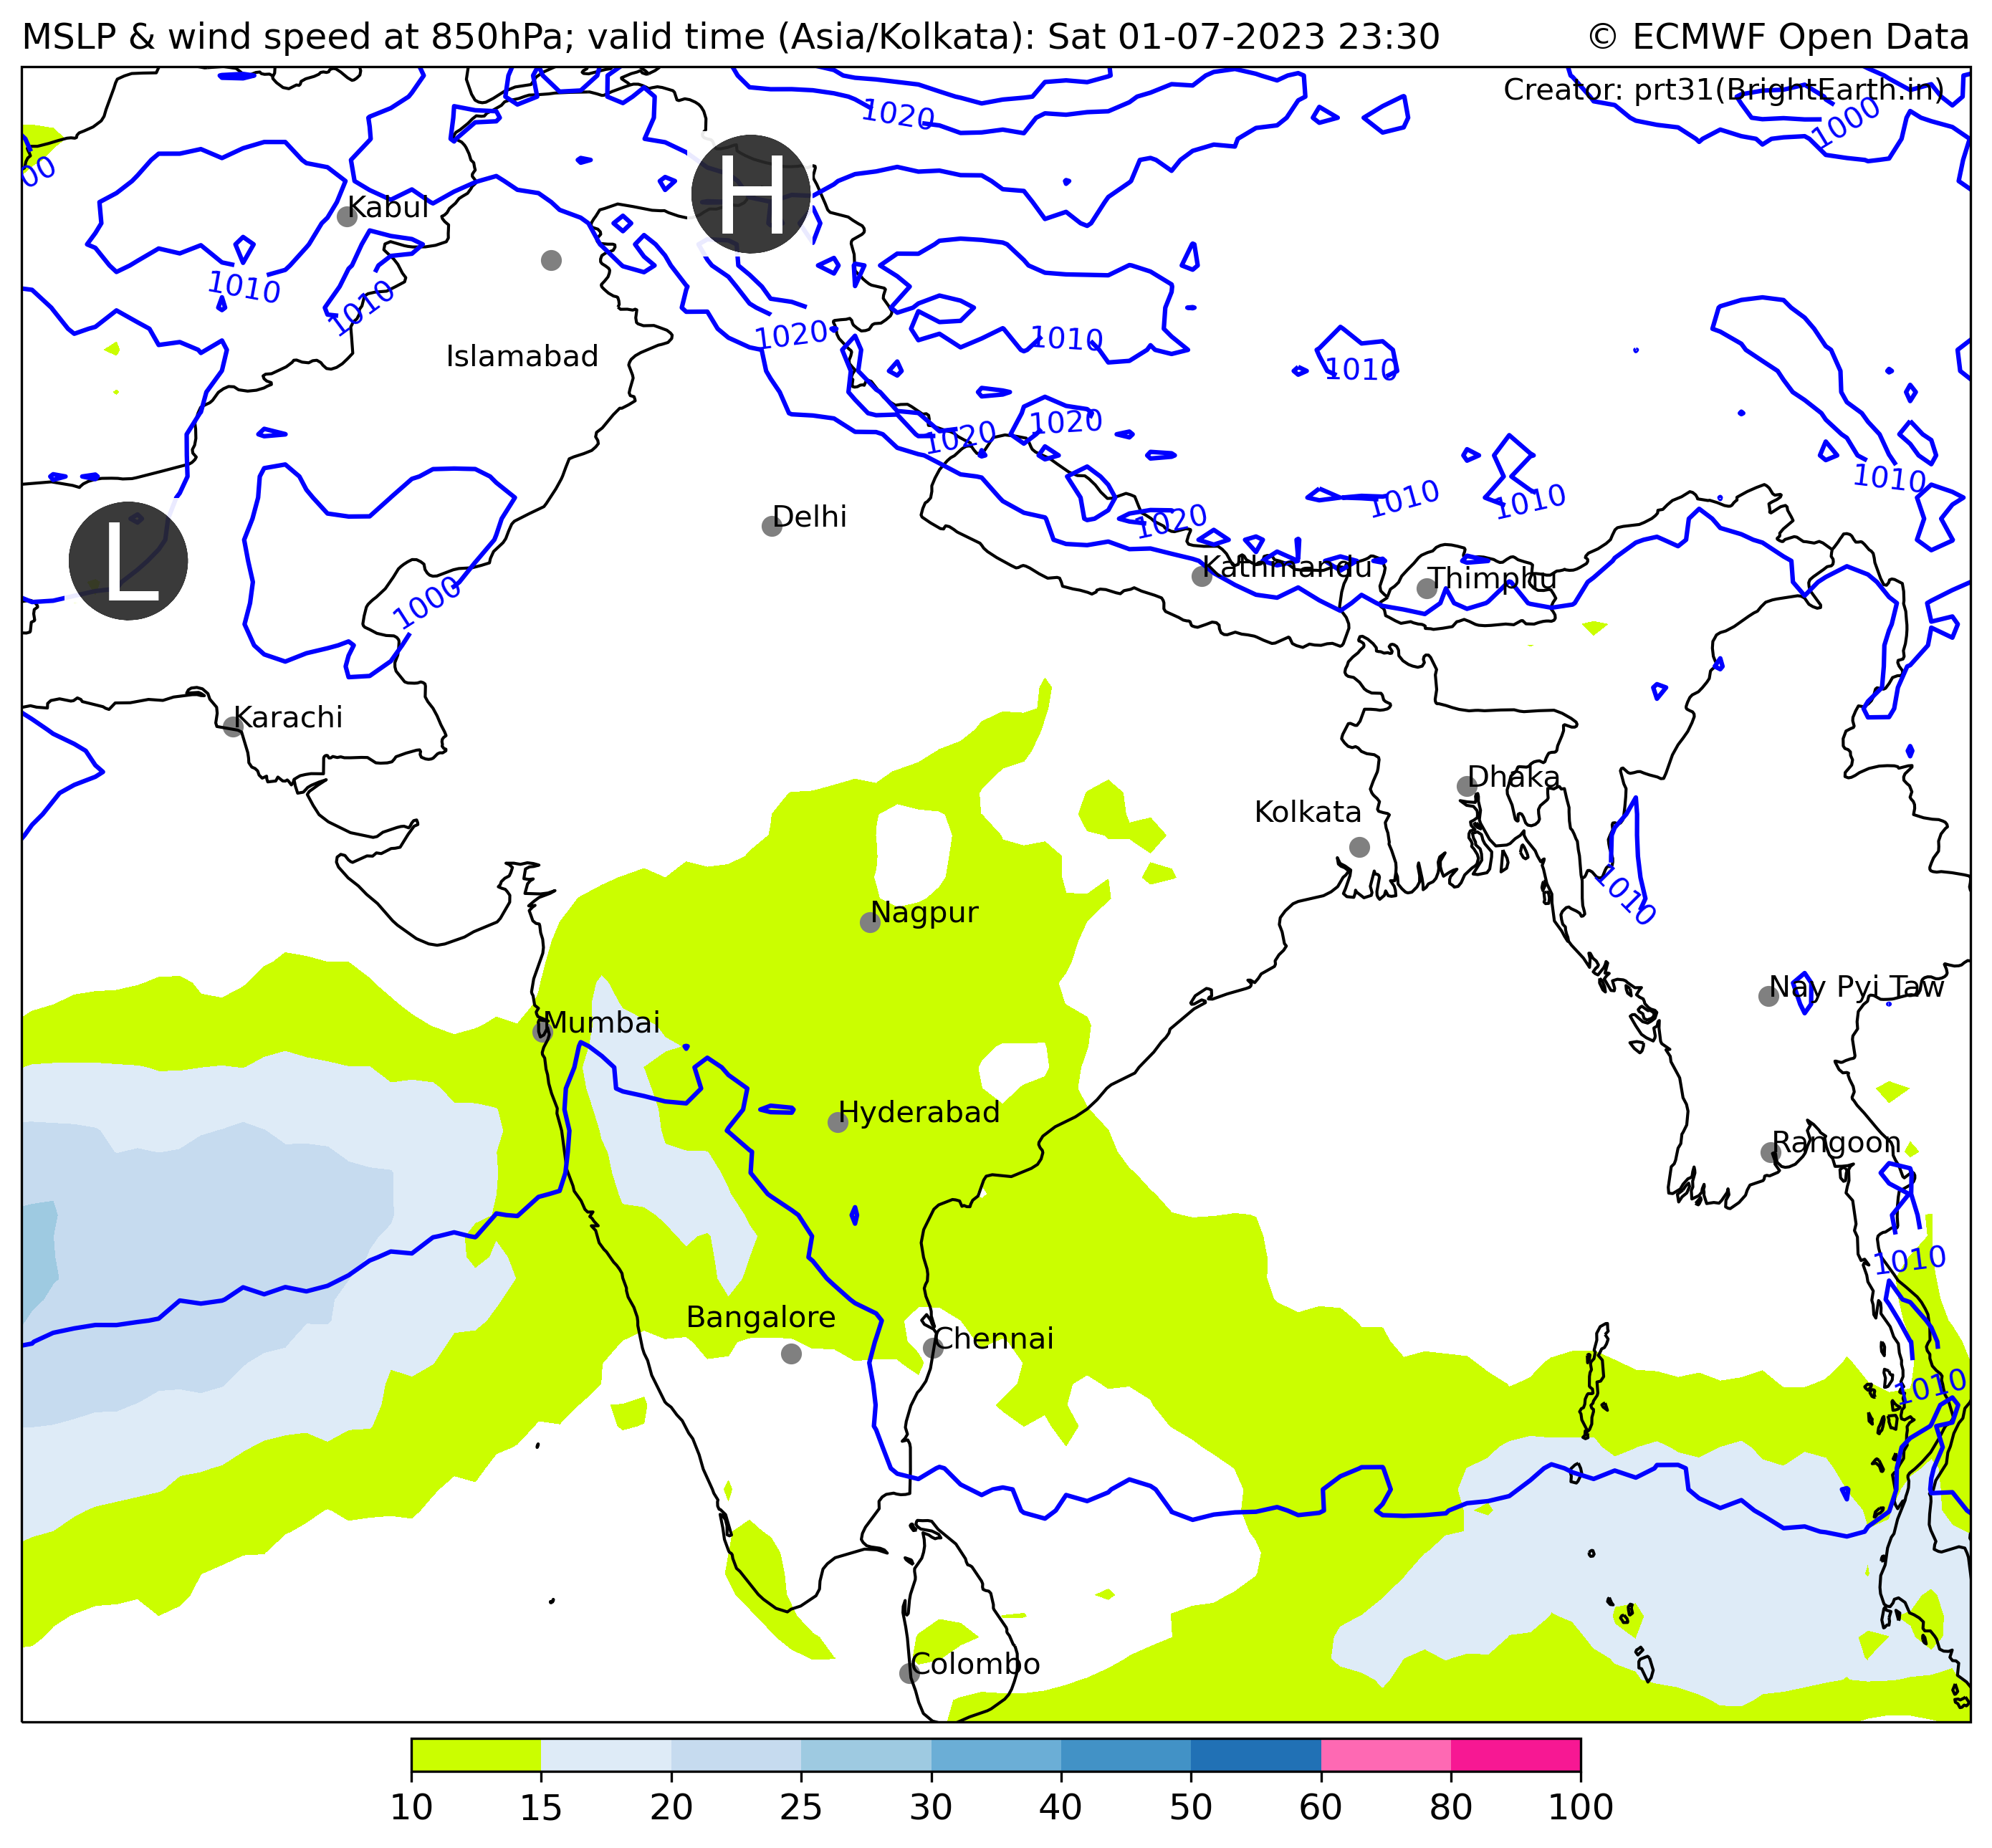 MSLP & wind speed at 850hPa; valid time (Asia/Kolkata): Sat 01-07-2023 23:30 © ECMWF Open Data
Creator: prt31(BrightEarth.in)
1020
1000
00
H
Kabul
1010
1010
1020
1010
Islamabad
1010
1020
1020
1010
1010
1010
L
Delhi
1020
Kathmandu
Thimphu
1000
Karachi
Dhaka
Kolkata
1010
Nagpur
Nay Pyi Taw
Mumbai
Hyderabad
Rangoon
1010
Bangalore
Chennai
1010
Colombo
10 15 20 25 30 40 50 60 80 100